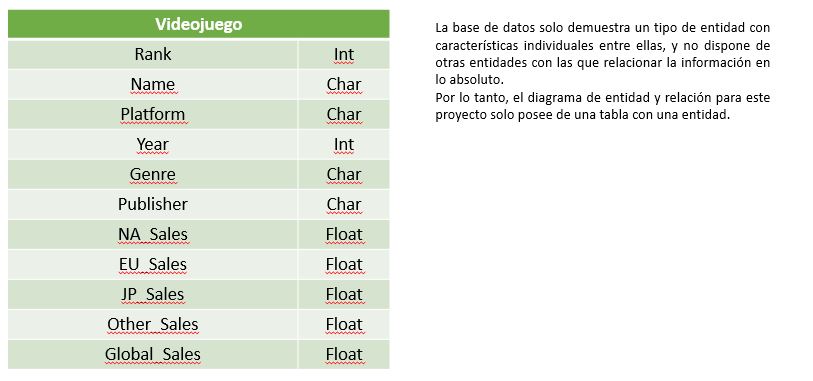 Videojuego
Rank Int
Name Char
Platform Char
Year Int
Genre Char
Publisher Char
NA_Sales Float
EU_Sales Float
JP_Sales Float
Other_Sales Float
Global_Sales Float
La base de datos solo demuestra un tipo de entidad con
características individuales entre ellas, y no dispone de
otras entidades con las que relacionar la información en
lo absoluto.
Por lo tanto, el diagrama de entidad y relación para este
proyecto solo posee de una tabla con una entidad.